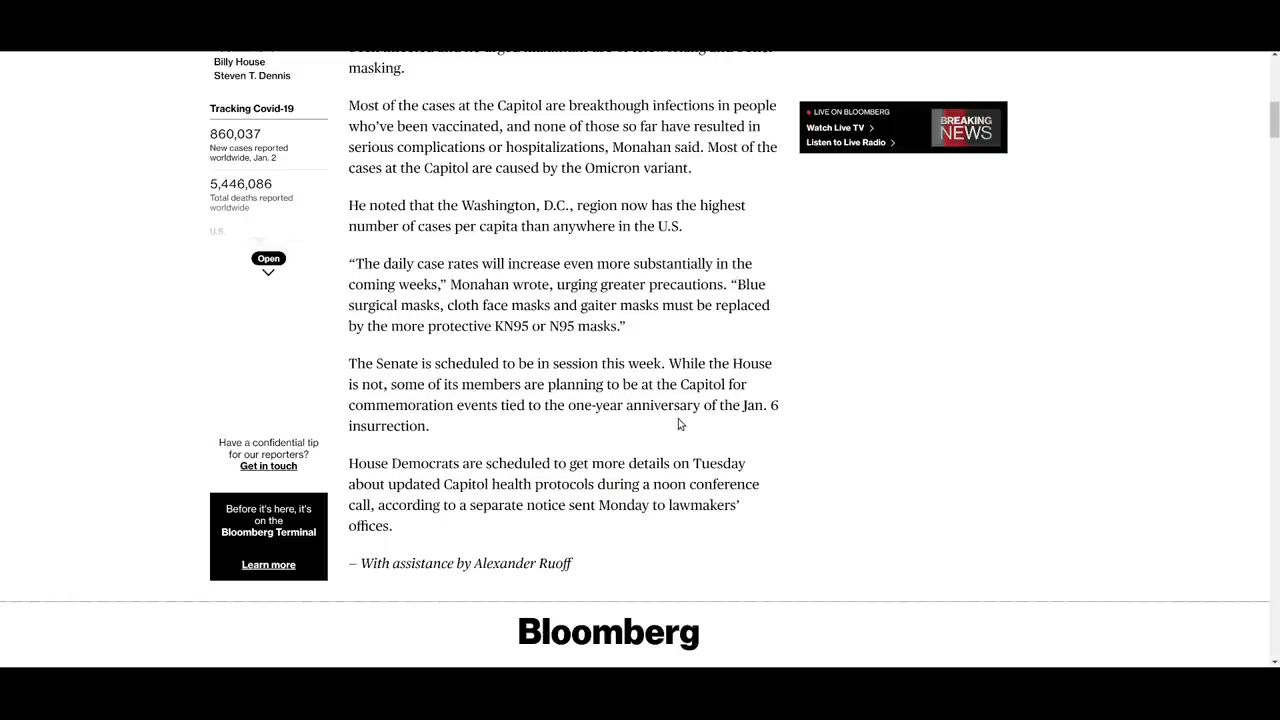 Billy House
Steven T. Dennis
Tracking Covid-19
860,037
New cases reported
worldwide, Jan. 2
5,446,086
Total deaths reported
worldwide
U.S.
Open
Have a confidential tip
for our reporters?
Get in touch
Before it's here, it's
on the
Bloomberg Terminal
Learn more
masking.
Most of the cases at the Capitol are breakthough infections in people
who’ve been vaccinated, and none of those so far have resulted in
serious complications or hospitalizations, Monahan said. Most of the
cases at the Capitol are caused by the Omicron variant.
He noted that the Washington, D.C., region now has the highest
number of cases per capita than anywhere in the U.S.
“The daily case rates will increase even more substantially in the
coming weeks,” Monahan wrote, urging greater precautions. “Blue
surgical masks, cloth face masks and gaiter masks must be replaced
by the more protective KN95 or N95 masks.”
The Senate is scheduled to be in session this week. While the House
is not, some of its members are planning to be at the Capitol for
commemoration events tied to the one-year anniversary of the Jan. 6
insurrection.
House Democrats are scheduled to get more details on Tuesday
about updated Capitol health protocols during a noon conference
call, according to a separate notice sent Monday to lawmakers’
offices.
– With assistance by Alexander Ruoff
LIVE ON BLOOMBERG
Watch Live TV
Listen to Live Radio
BREAKING
NEWS
Bloomberg